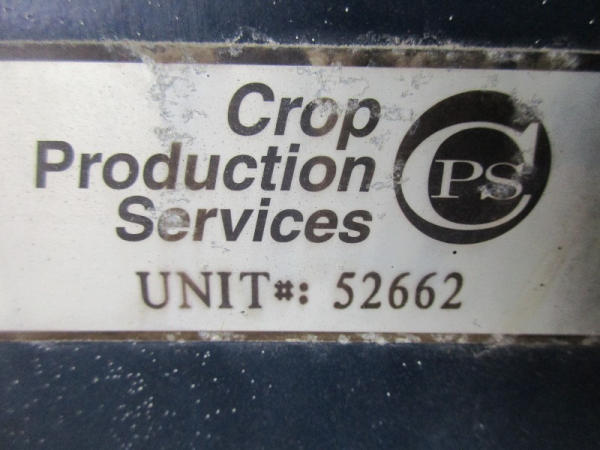 Crop
Production
Services
CPS
UNIT#: 52662